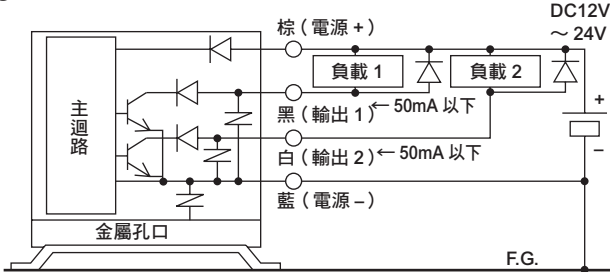 DC12V
～ 24V
棕 ( 電源 + )
負載 1
負載 2
主迴路
黑 ( 輸出 1 )
← 50mA 以下
+
白 ( 輸出 2 )
← 50mA 以下
–
藍 ( 電源 – )
金屬孔口
F.G.